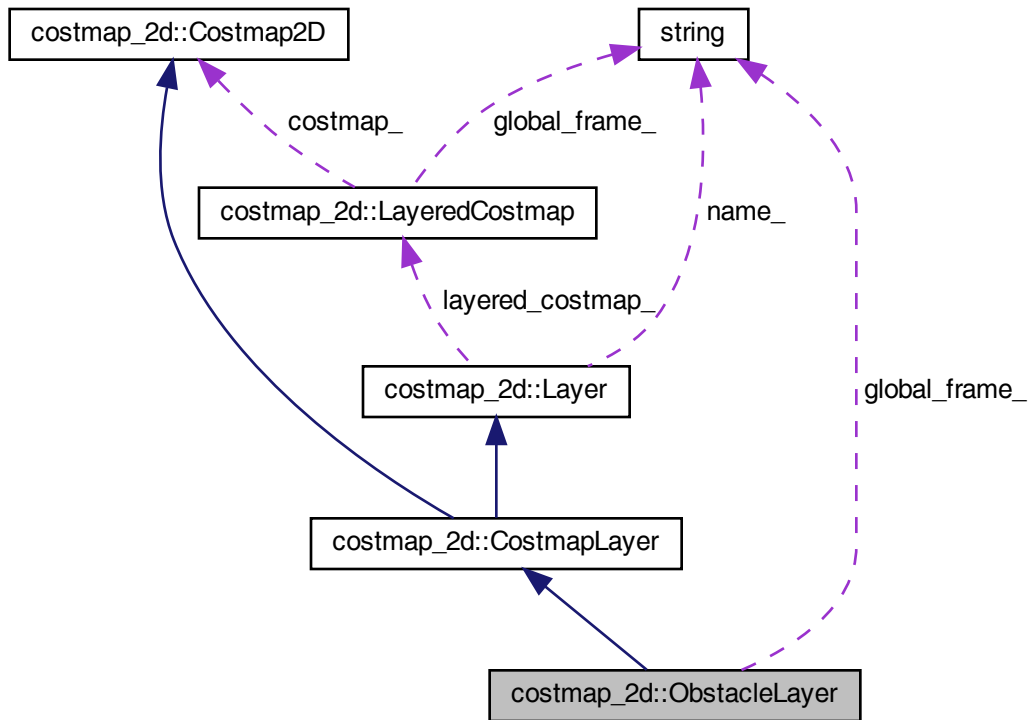 costmap_2d::Costmap2D
string
costmap_
global_frame_
costmap_2d::LayeredCostmap
name_
layered_costmap_
costmap_2d::Layer
global_frame_
costmap_2d::CostmapLayer
costmap_2d::ObstacleLayer